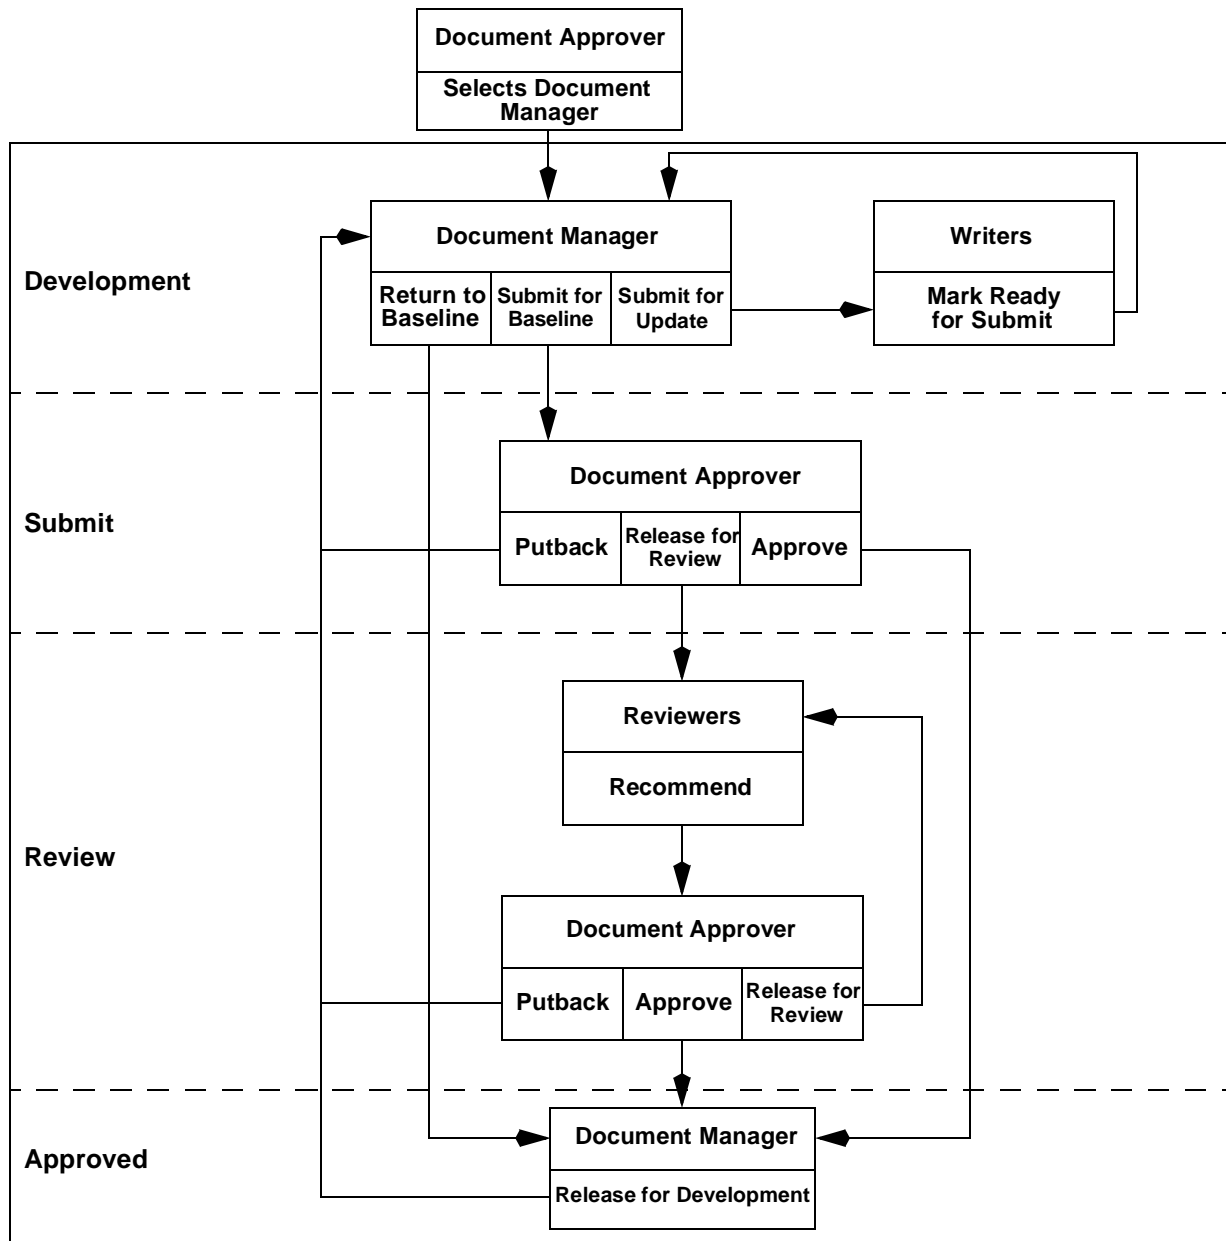 Document Approver
Selects Document
Manager
Document Manager
Writers
Development
Return to
Baseline
Submit for
Baseline
Submit for
Update
Mark Ready
for Submit
Document Approver
Submit
Putback
Release for
Review
Approve
Reviewers
Recommend
Review
Document Approver
Putback
Approve
Release for
Review
Document Manager
Approved
Release for Development